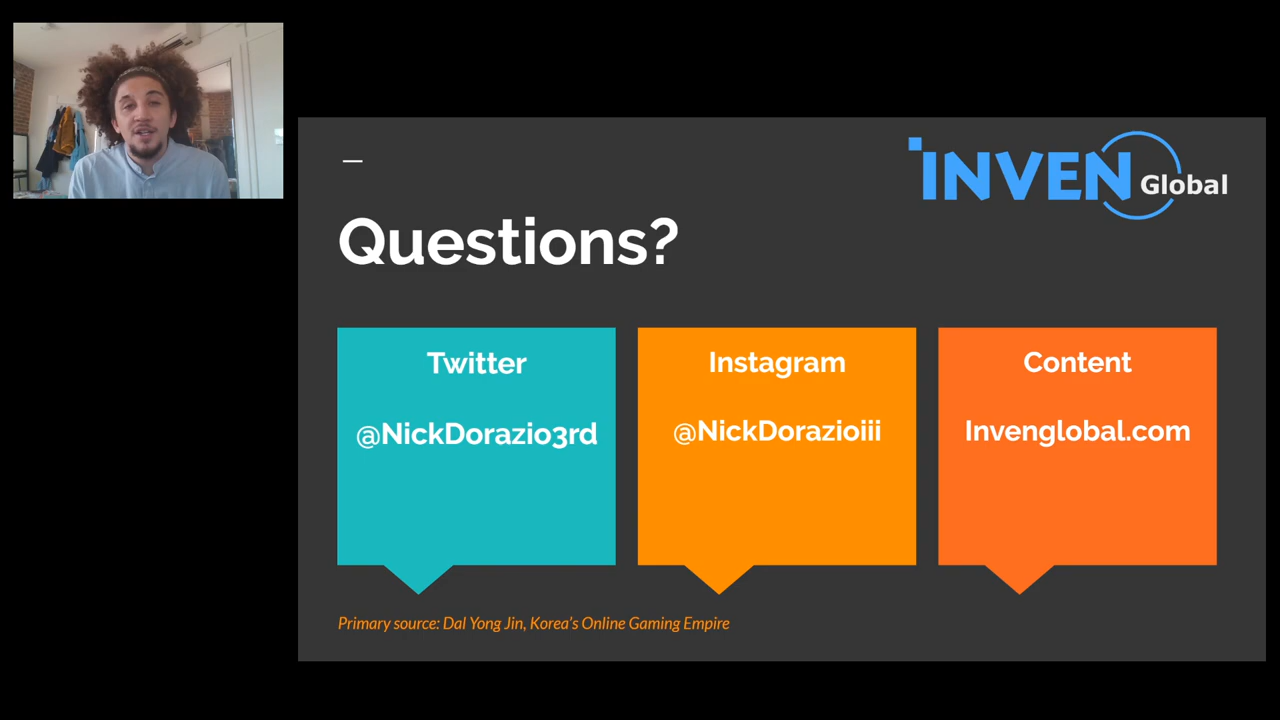 INVEN Global
Questions?
Twitter
@NickDorazio3rd
Instagram
@NickDorazioiii
Content
Invenglobal.com
Primary source: Dal Yong Jin, Korea's Online Gaming Empire